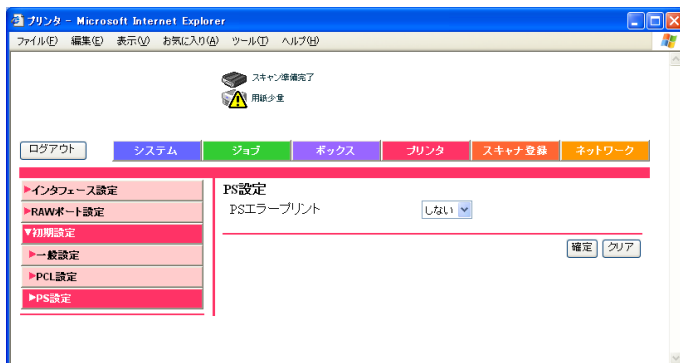 プリンタ - Microsoft Internet Explorer
ファイル(F) 編集(E) 表示(V) お気に入り(A) ツール(T) ヘルプ(H)
スキャン準備完了
用紙少量
ログアウト システム ジョブ ボックス プリンタ スキャナ登録 ネットワーク
▶インタフェース設定
▶RAWポート設定
▼初期設定
▶一般設定
▶PCL設定
▶PS設定
PS設定
PSエラープリント しない
確定 クリア